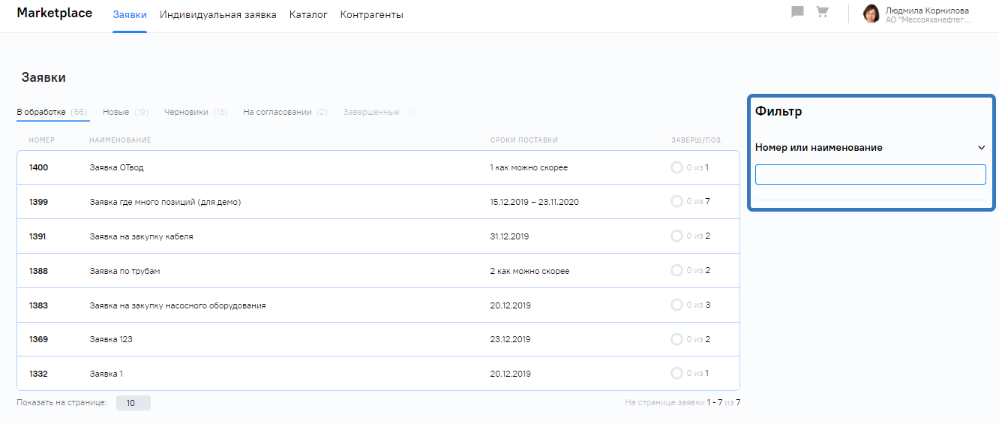 Marketplace Заявки Индивидуальная заявка Каталог Контрагенты Людмила Корнилова
АО "Мессояханефтег...
Заявки
В обработке (66) Новые (19) Черновики (13) На согласовании (2) Завершенные (0)
Фильтр
НОМЕР НАИМЕНОВАНИЕ СРОКИ ПОСТАВКИ ЗАВЕРШ/ПОЗ.
Номер или наименование
1400 Заявка ОТвод 1 как можно скорее 0 из 1
1399 Заявка где много позиций (для демо) 15.12.2019 – 23.11.2020 0 из 7
1391 Заявка на закупку кабеля 31.12.2019 0 из 2
1388 Заявка по трубам 2 как можно скорее 0 из 2
1383 Заявка на закупку насосного оборудования 20.12.2019 0 из 3
1369 Заявка 123 23.12.2019 0 из 2
1332 Заявка 1 20.12.2019 0 из 1
Показать на странице: 10 На странице заявки 1 - 7 из 7